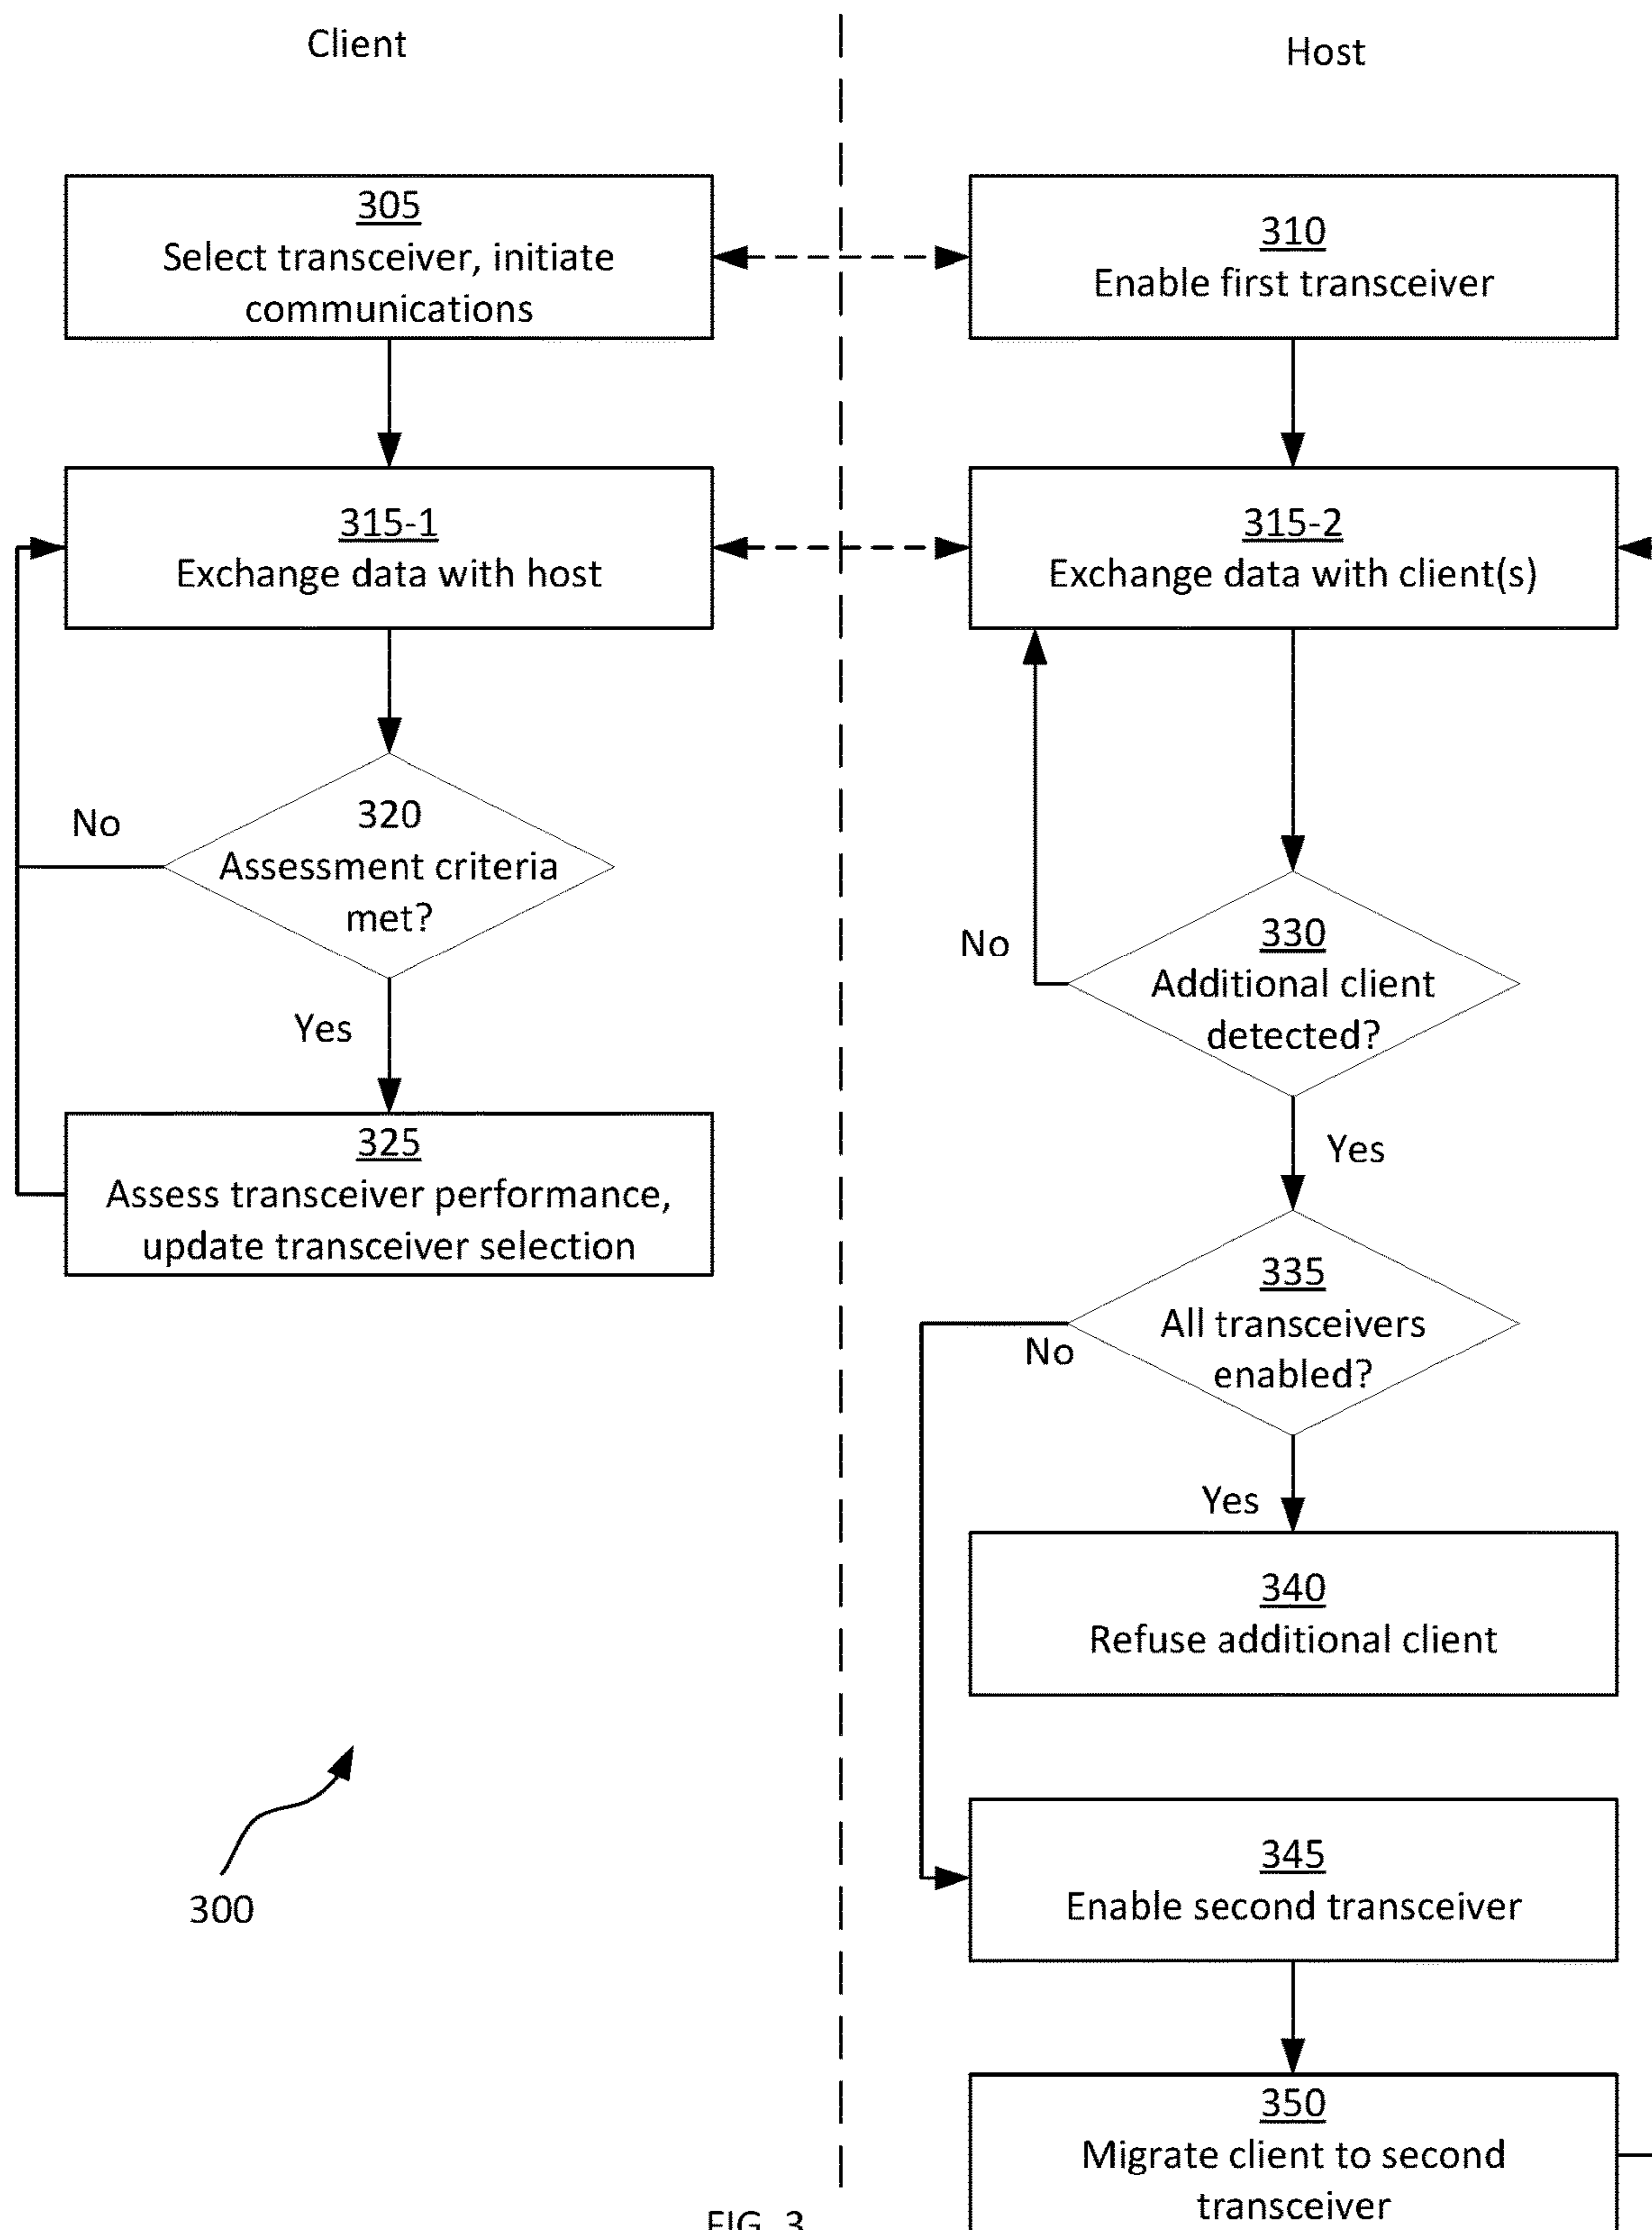 Client
Host
305
Select transceiver, initiate
communications
310
Enable first transceiver
315-1
Exchange data with host
315-2
Exchange data with client(s)
320
Assessment criteria
met?
No
Yes
325
Assess transceiver performance,
update transceiver selection
330
Additional client
detected?
No
Yes
335
All transceivers
enabled?
No
Yes
340
Refuse additional client
345
Enable second transceiver
350
Migrate client to second
transceiver
300
FIG. 3